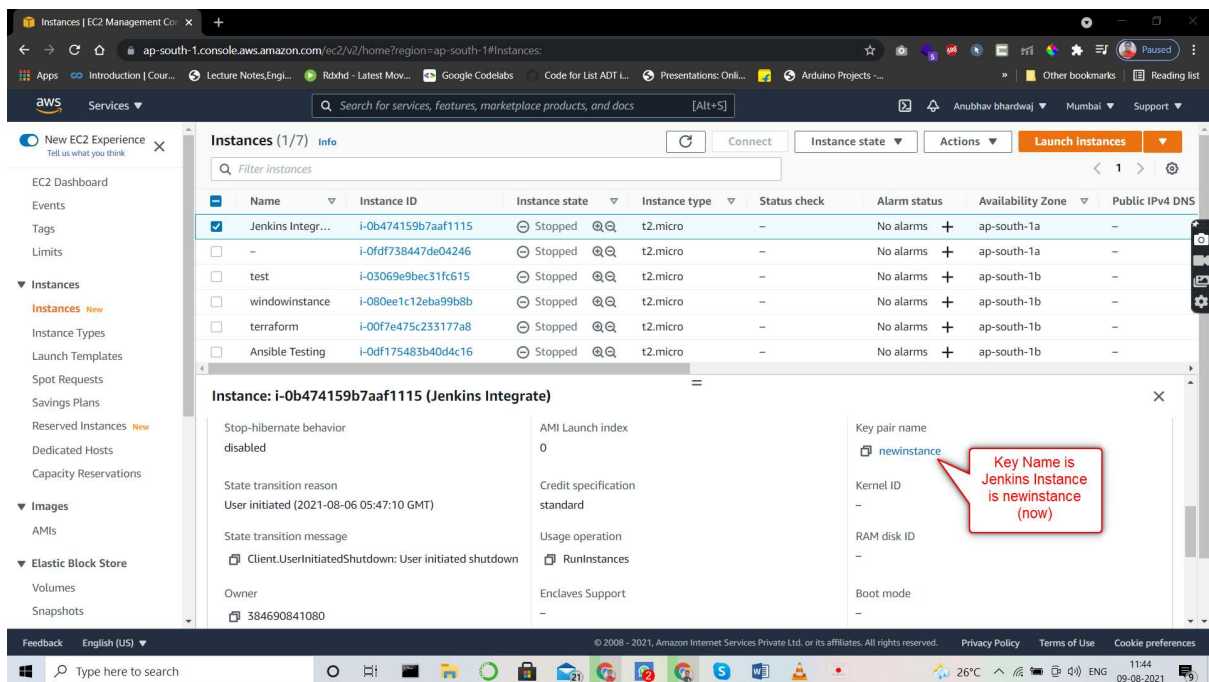 Instances | EC2 Management Cor
ap-south-1.console.aws.amazon.com/ec2/v2/home?region=ap-south-1#Instances:
Paused
Apps
Introduction | Cour...
Lecture Notes,Engi...
Rdxhd - Latest Mov...
Google Codelabs
Code for List ADT i...
Presentations: Onli...
Arduino Projects -...
»
Other bookmarks
Reading list
aws
Services ▼
Search for services, features, marketplace products, and docs
[Alt+S]
Anubhav bhardwaj ▼
Mumbai ▼
Support ▼
New EC2 Experience
Tell us what you think
EC2 Dashboard
Events
Tags
Limits
Instances
Instances New
Instance Types
Launch Templates
Spot Requests
Savings Plans
Reserved Instances New
Dedicated Hosts
Capacity Reservations
Images
AMIs
Elastic Block Store
Volumes
Snapshots
Instances (1/7) Info
Connect
Instance state ▼
Actions ▼
Launch instances
Filter instances
1
Name Instance ID Instance state Instance type Status check Alarm status Availability Zone Public IPv4 DNS
Jenkins Integr... i-0b474159b7aaf1115 Stopped t2.micro – No alarms + ap-south-1a –
– i-0fdf738447de04246 Stopped t2.micro – No alarms + ap-south-1a –
test i-03069e9bec31fc615 Stopped t2.micro – No alarms + ap-south-1b –
windowinstance i-080ee1c12eba99b8b Stopped t2.micro – No alarms + ap-south-1b –
terraform i-00f7e475c233177a8 Stopped t2.micro – No alarms + ap-south-1b –
Ansible Testing i-0df175483b40d4c16 Stopped t2.micro – No alarms + ap-south-1b –
Instance: i-0b474159b7aaf1115 (Jenkins Integrate)
Stop-hibernate behavior
disabled
AMI Launch index
0
Key pair name
newinstance
Key Name is
Jenkins Instance
is newinstance
(now)
State transition reason
User initiated (2021-08-06 05:47:10 GMT)
Credit specification
standard
Kernel ID
–
State transition message
Client.UserInitiatedShutdown: User initiated shutdown
Usage operation
RunInstances
RAM disk ID
–
Owner
384690841080
Enclaves Support
–
Boot mode
–
Feedback
English (US) ▼
© 2008 - 2021, Amazon Internet Services Private Ltd. or its affiliates. All rights reserved.
Privacy Policy
Terms of Use
Cookie preferences
Type here to search
21
2
26°C
ENG
11:44
09-08-2021